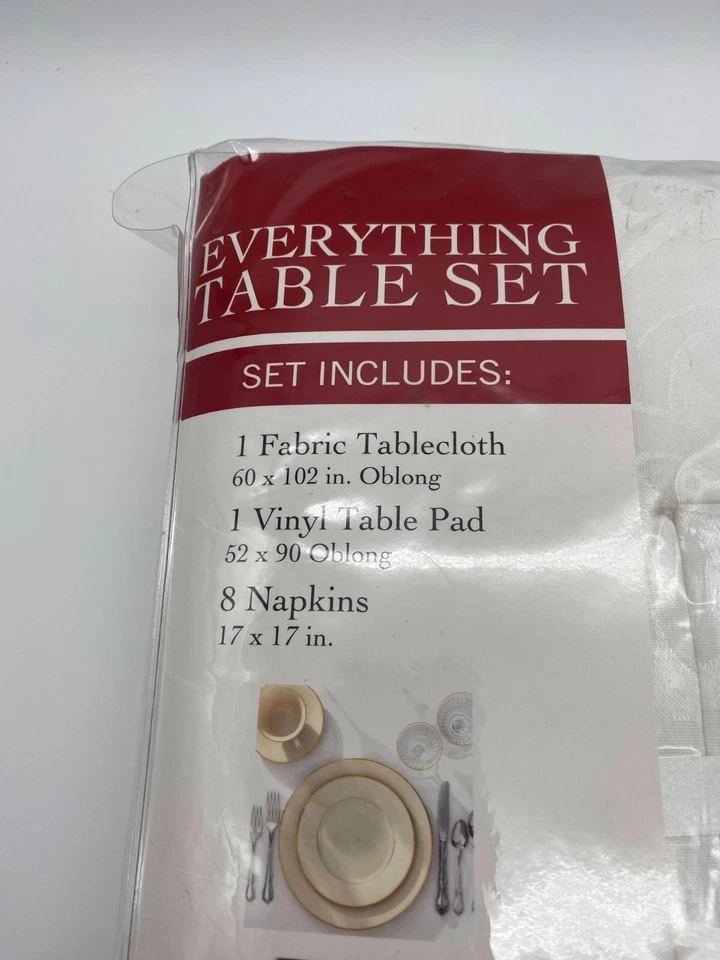 EVERYTHING
TABLE SET
SET INCLUDES:
1 Fabric Tablecloth
60 x 102 in. Oblong
1 Vinyl Table Pad
52 x 90 Oblong
8 Napkins
17 x 17 in.